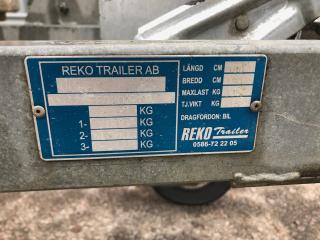 REKO TRAILER AB
KG
1- KG
2- KG
3- KG
LÄNGD CM
BREDD CM
MAXLAST KG
TJ.VIKT KG
DRAGFORDON: BIL
REKO Trailer
0586-72 22 05